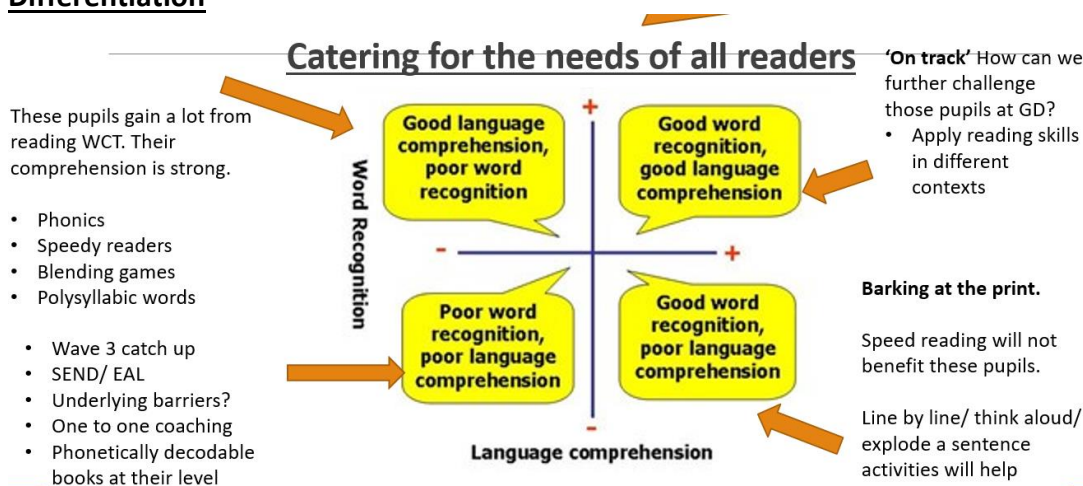 Differentiation
Catering for the needs of all readers
These pupils gain a lot from
reading WCT. Their
comprehension is strong.
• Phonics
• Speedy readers
• Blending games
• Polysyllabic words
• Wave 3 catch up
• SEND/ EAL
• Underlying barriers?
• One to one coaching
• Phonetically decodable
books at their level
Word Recognition
Good language
comprehension,
poor word
recognition
+
Good word
recognition,
good language
comprehension
-
+
Poor word
recognition,
poor language
comprehension
Good word
recognition,
poor language
comprehension
-
Language comprehension
‘On track’ How can we
further challenge
those pupils at GD?
• Apply reading skills
in different
contexts
Barking at the print.
Speed reading will not
benefit these pupils.
Line by line/ think aloud/
explode a sentence
activities will help